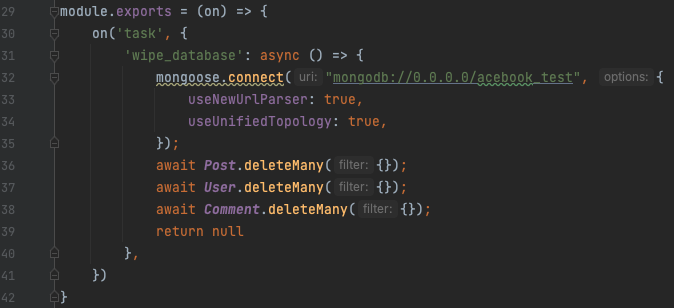 29 module.exports = (on) => {
30     on('task', {
31         'wipe_database': async () => {
32             mongoose.connect( uri: "mongodb://0.0.0.0/acebook_test", options: {
33                 useNewUrlParser: true,
34                 useUnifiedTopology: true,
35             });
36             await Post.deleteMany( filter: {});
37             await User.deleteMany( filter: {});
38             await Comment.deleteMany( filter: {});
39             return null
40         },
41     })
42 }